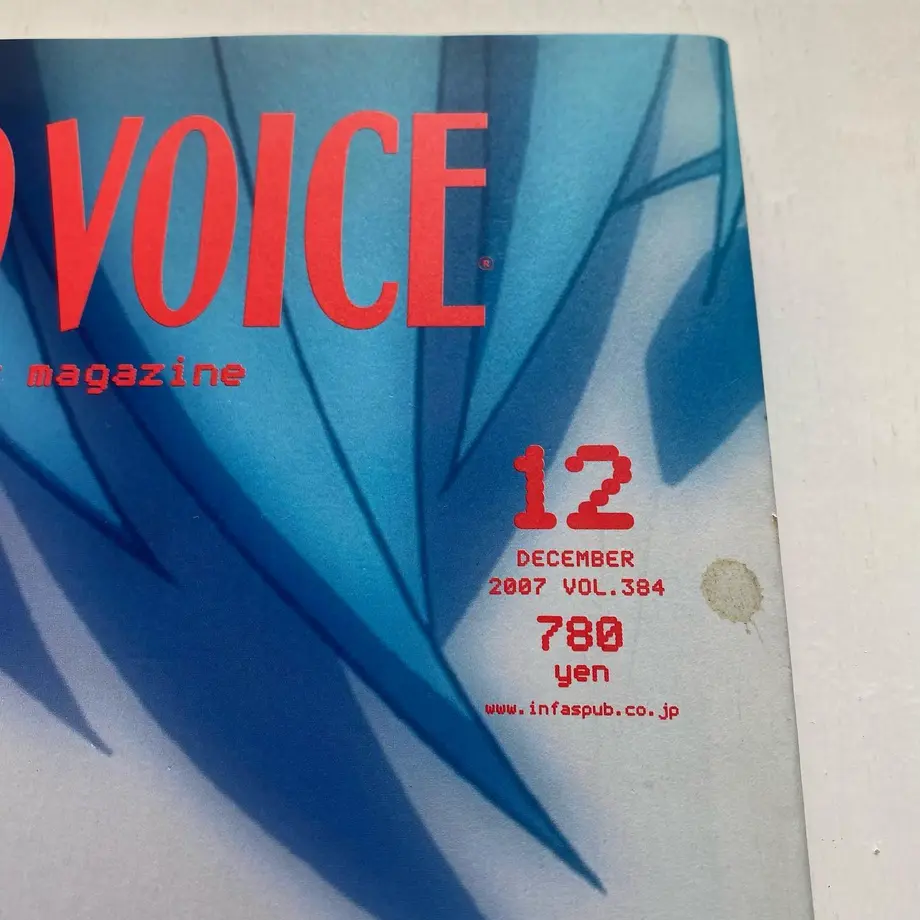 VOICE®
magazine
12
DECEMBER
2007 VOL.384
780
yen
www.infaspub.co.jp